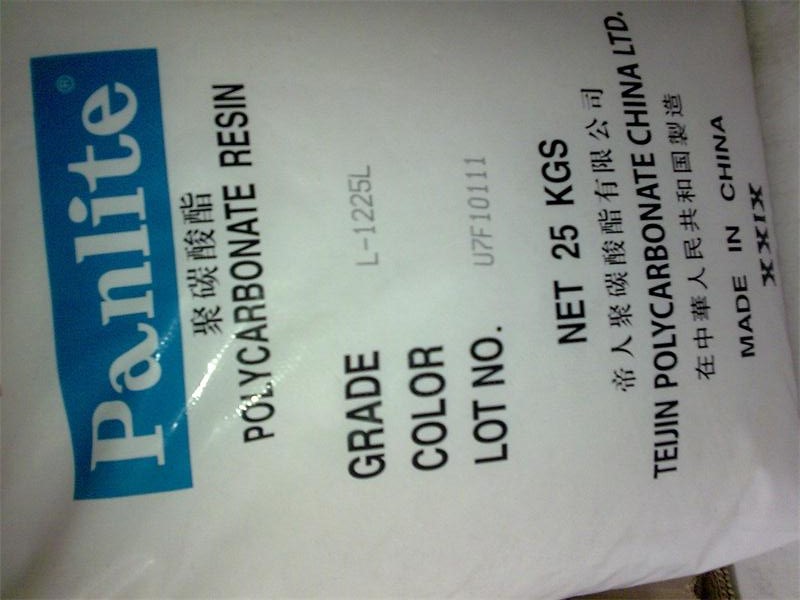 Panlite®
聚碳酸酯
POLYCARBONATE RESIN
GRADE L-1225L
COLOR
LOT NO. U7F10111
NET 25 KGS
帝人聚碳酸酯有限公司
TEIJIN POLYCARBONATE CHINA LTD.
在中華人民共和国製造
MADE IN CHINA
XXIX